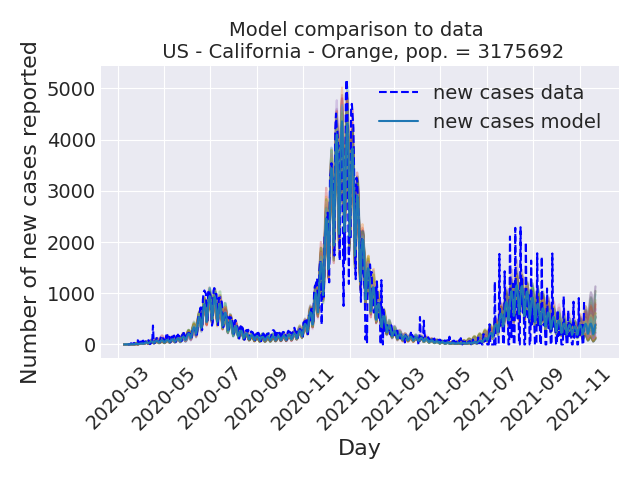 Model comparison to data
US - California - Orange, pop. = 3175692
Number of new cases reported
5000
4000
3000
2000
1000
0
new cases data
new cases model
2020-03
2020-05
2020-07
2020-09
2020-11
2021-01
2021-03
2021-05
2021-07
2021-09
2021-11
Day